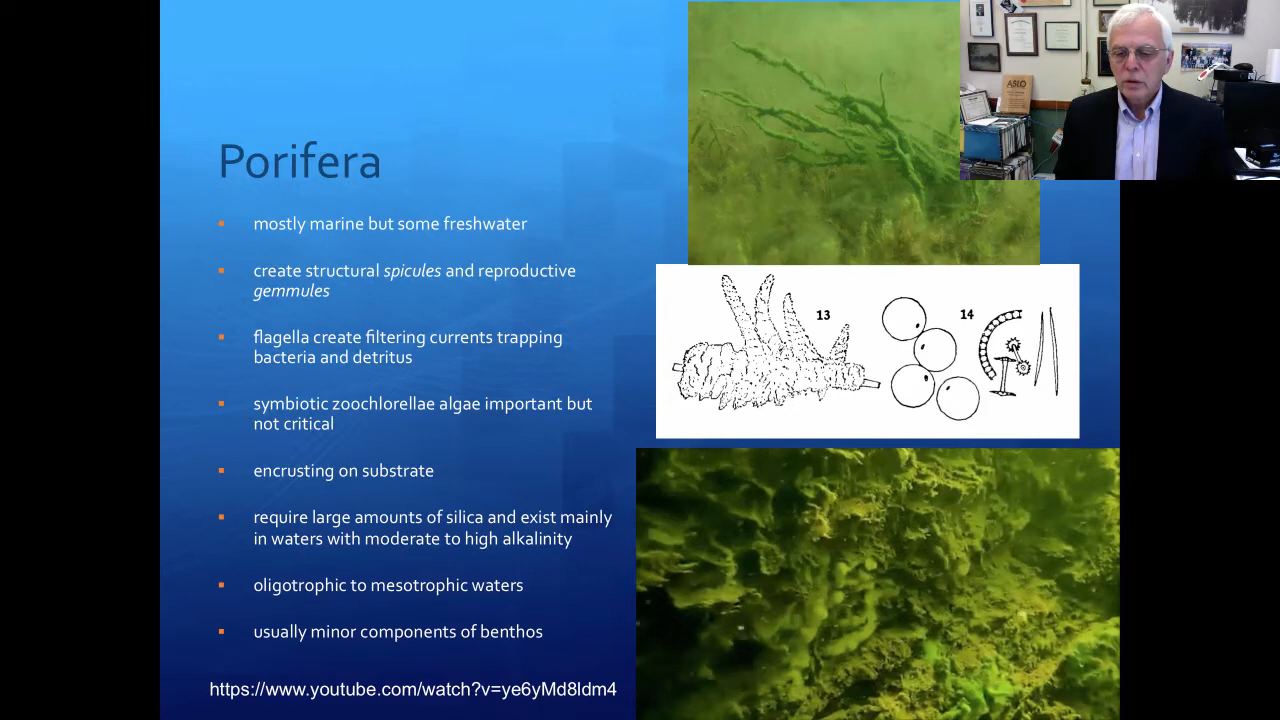 ASLO
Porifera
mostly marine but some freshwater
create structural spicules and reproductive
gemmules
flagella create filtering currents trapping
bacteria and detritus
symbiotic zoochlorellae algae important but
not critical
encrusting on substrate
require large amounts of silica and exist mainly
in waters with moderate to high alkalinity
oligotrophic to mesotrophic waters
usually minor components of benthos
https://www.youtube.com/watch?v=ye6yMd8ldm4
13
14